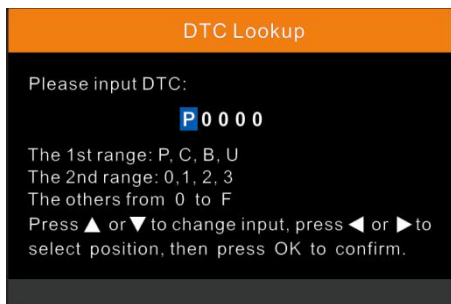 DTC Lookup
Please input DTC:
P0000
The 1st range: P, C, B, U
The 2nd range: 0,1, 2, 3
The others from 0 to F
Press ▲ or ▼ to change input, press ◀ or ▶ to
select position, then press OK to confirm.